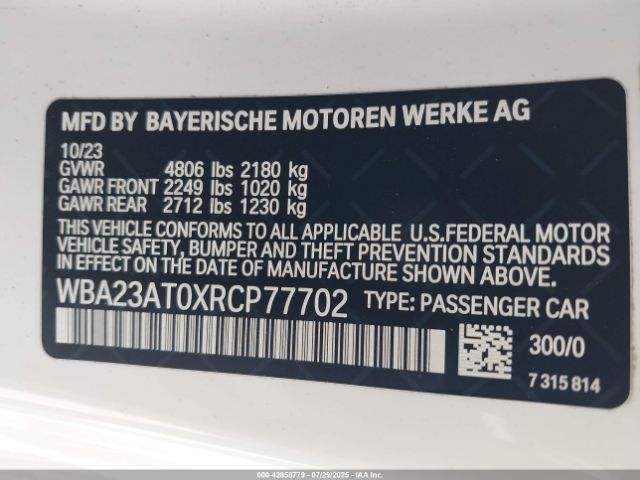 MFD BY BAYERISCHE MOTOREN WERKE AG
10/23
GVWR 4806 lbs 2180 kg
GAWR FRONT 2249 lbs 1020 kg
GAWR REAR 2712 lbs 1230 kg
THIS VEHICLE CONFORMS TO ALL APPLICABLE U.S.FEDERAL MOTOR
VEHICLE SAFETY, BUMPER AND THEFT PREVENTION STANDARDS
IN EFFECT ON THE DATE OF MANUFACTURE SHOWN ABOVE.
WBA23AT0XRCP77702 TYPE: PASSENGER CAR
300/0
7 315 814
000-42858779 07/29/2025 - IAAI.COM